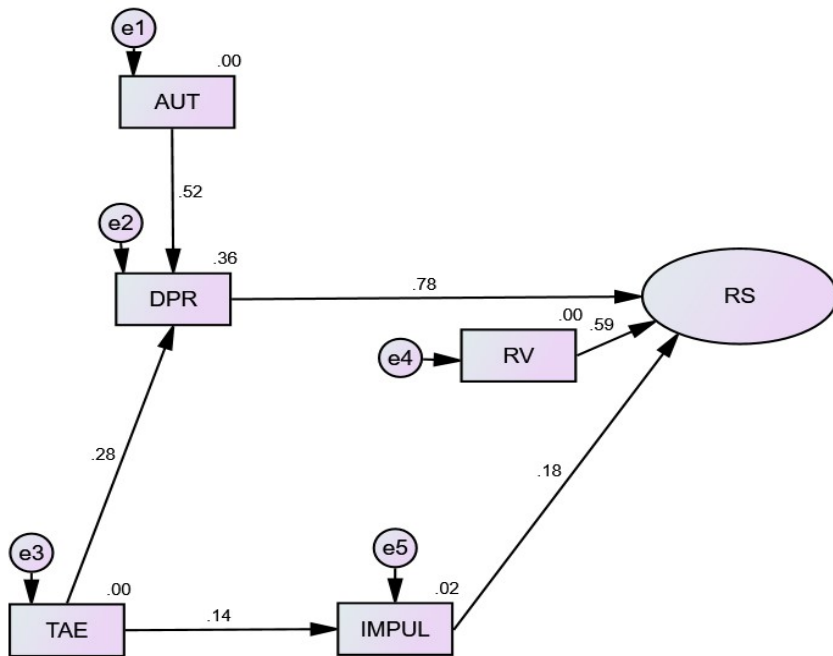 e1
.00
AUT
.52
e2
.36
DPR
.78
RS
.00
.59
e4
RV
.28
.18
e3
e5
.00
.02
TAE
.14
IMPUL